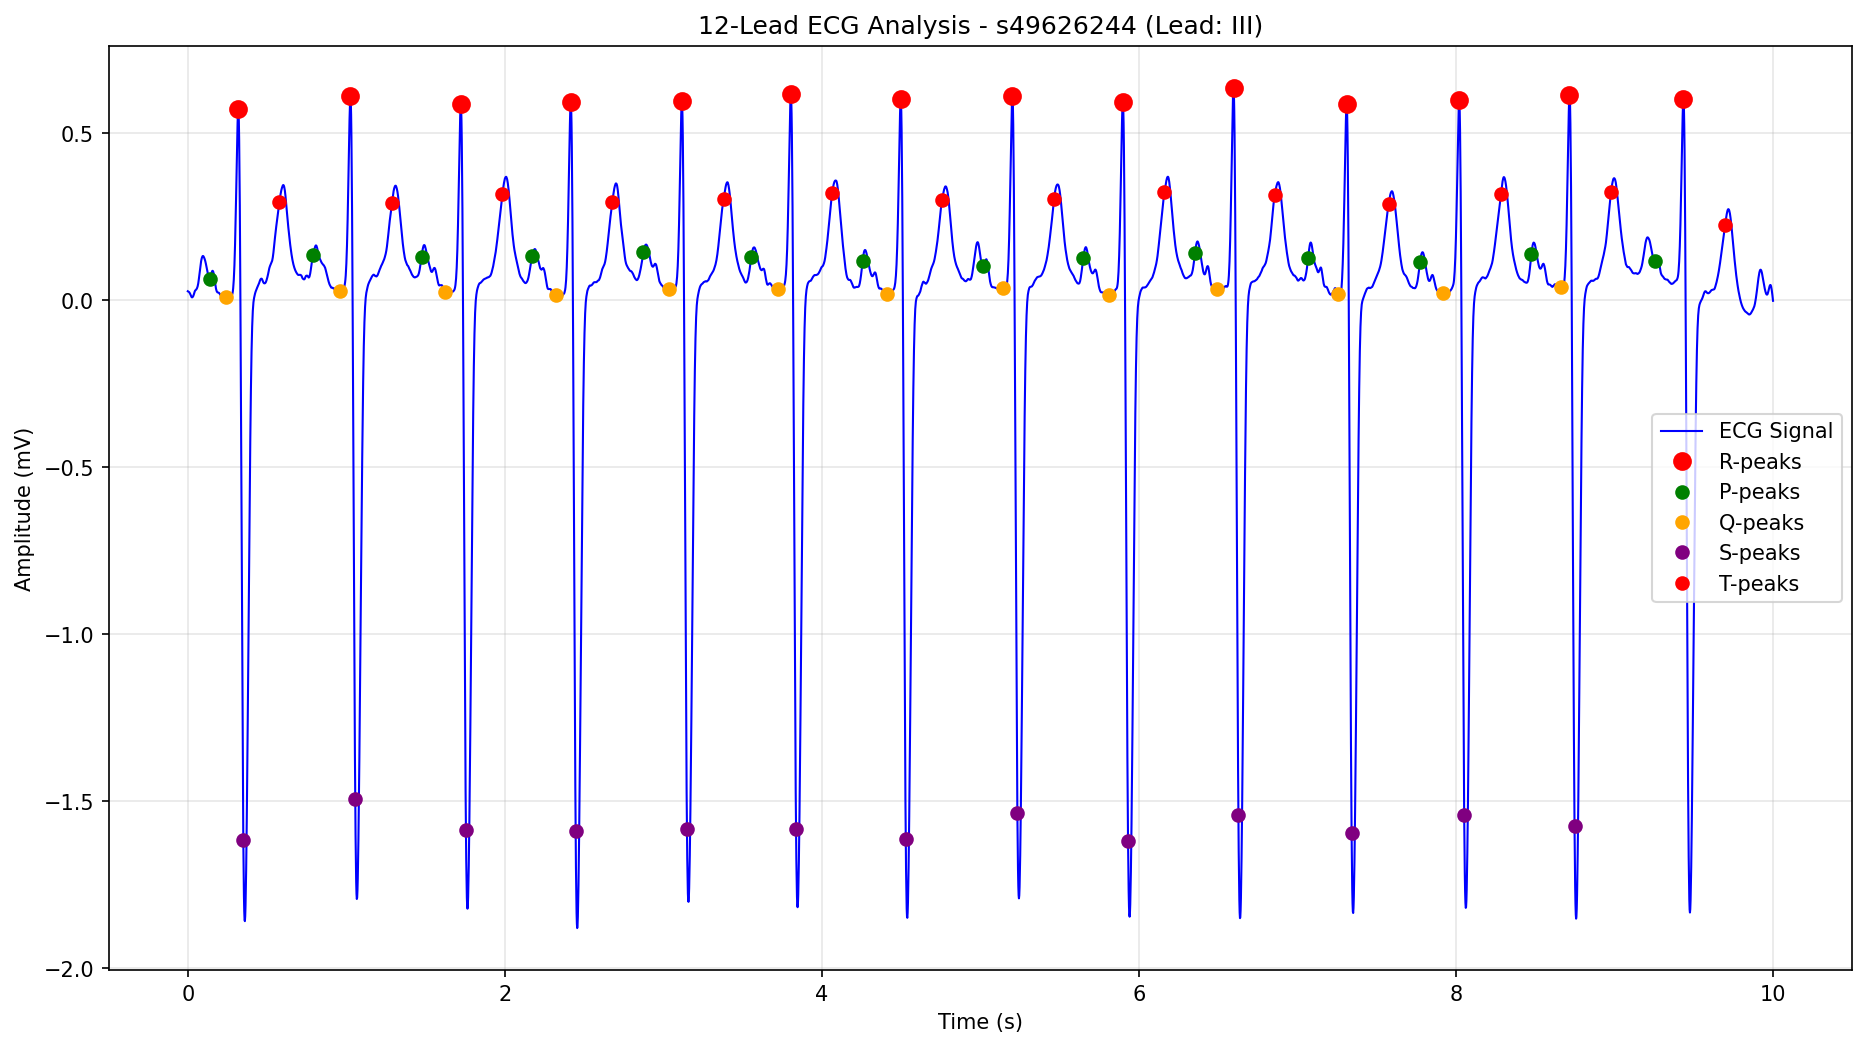 12-Lead ECG Analysis - s49626244 (Lead: III)
Amplitude (mV)
0.5
0.0
−0.5
−1.0
−1.5
−2.0
ECG Signal
R-peaks
P-peaks
Q-peaks
S-peaks
T-peaks
0 2 4 6 8 10
Time (s)